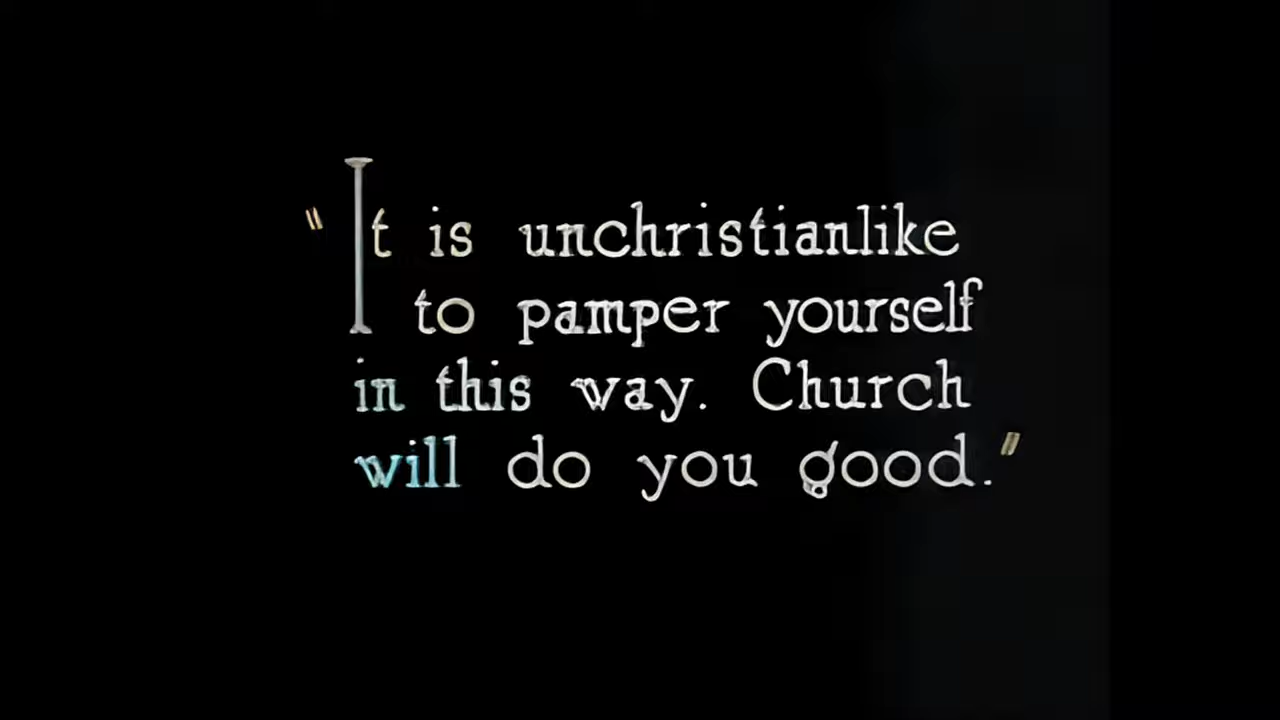 "It is unchristianlike
to pamper yourself
in this way. Church
will do you good."